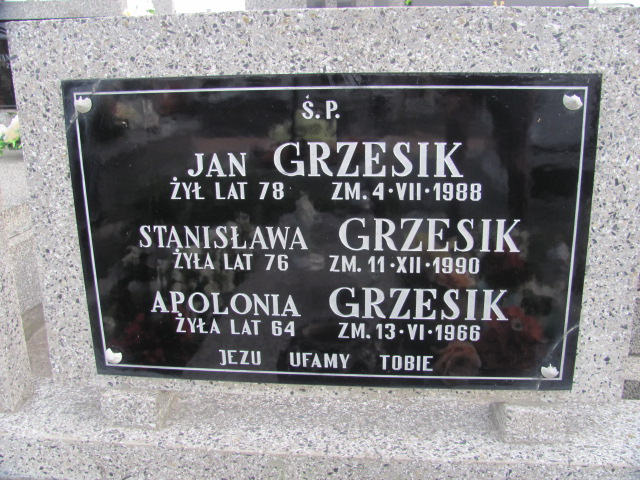 Ś.P.
JAN GRZESIK
ŻYŁ LAT 78 ZM. 4·VII·1988
STANISŁAWA GRZESIK
ŻYŁA LAT 76 ZM. 11·XII·1990
APOLONIA GRZESIK
ŻYŁA LAT 64 ZM. 13·VI·1966
JEZU UFAMY TOBIE